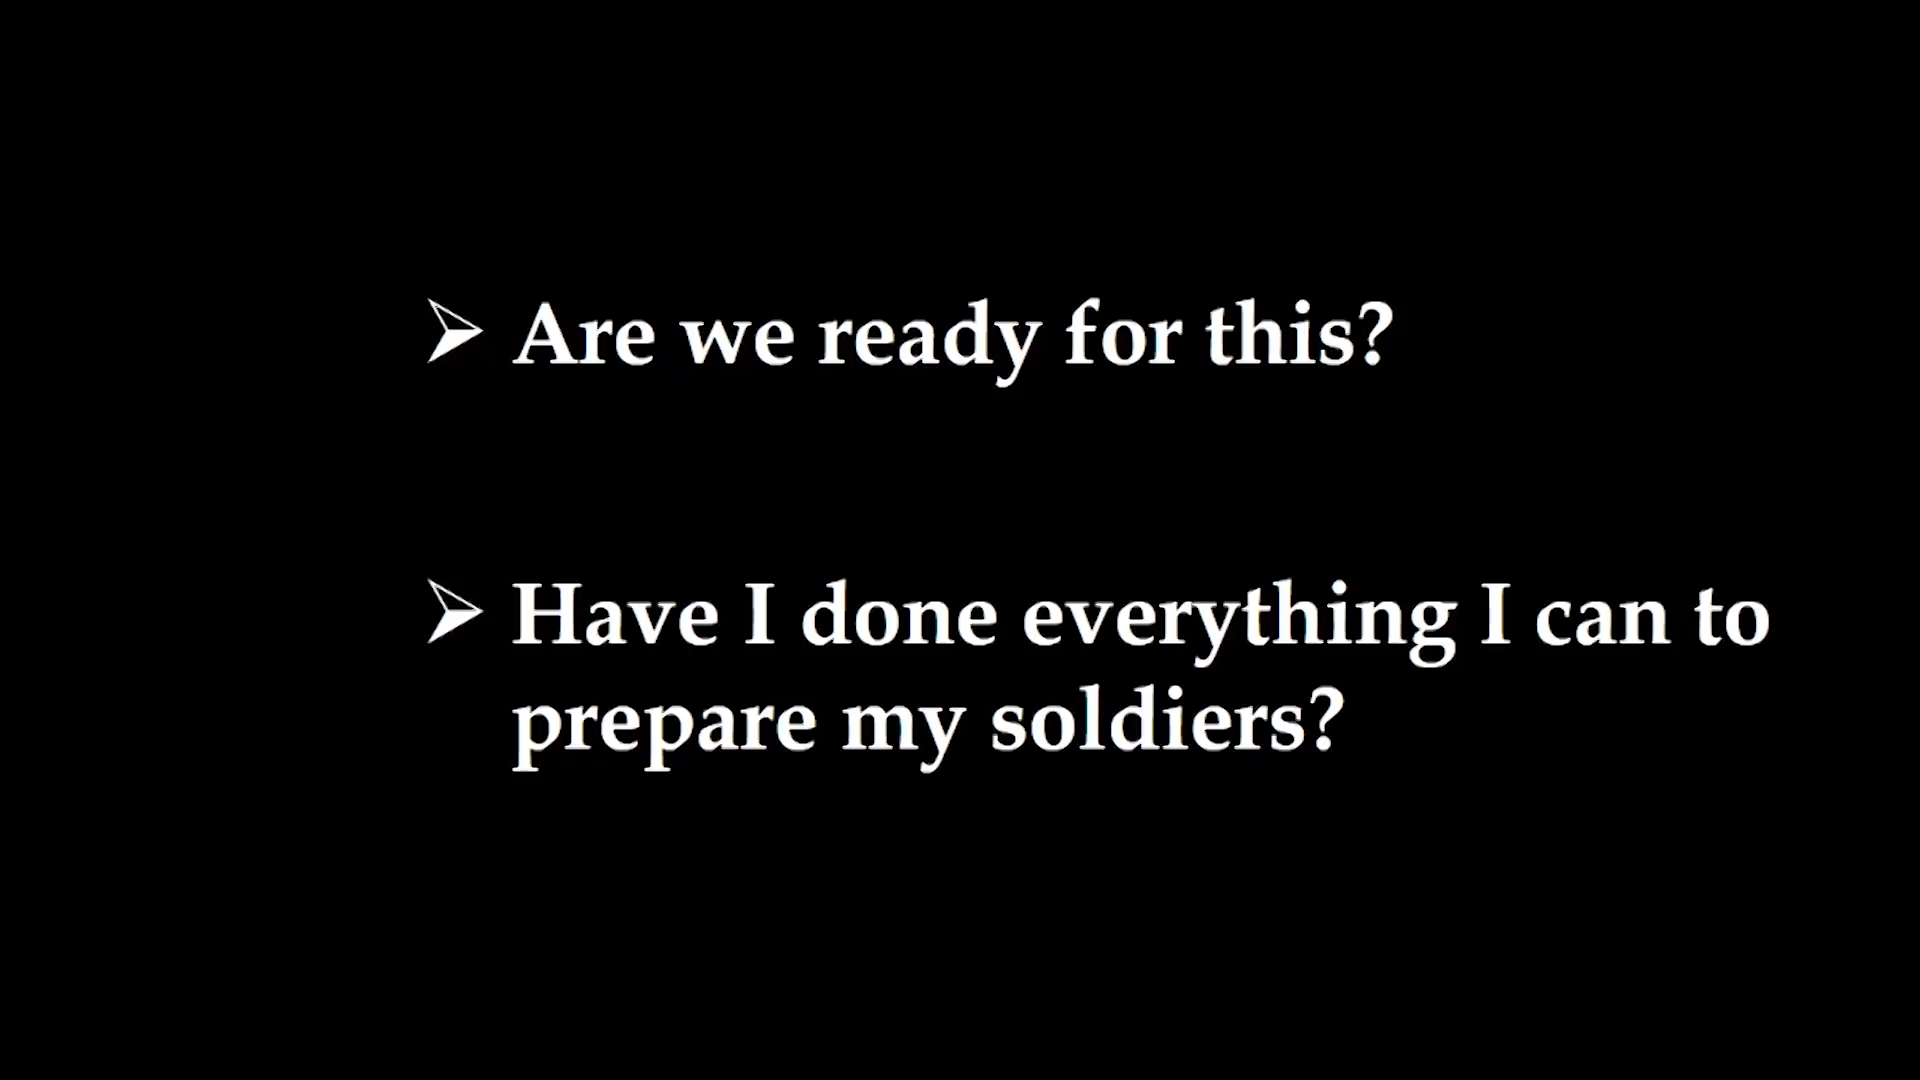 ➢ Are we ready for this?
➢ Have I done everything I can to
prepare my soldiers?